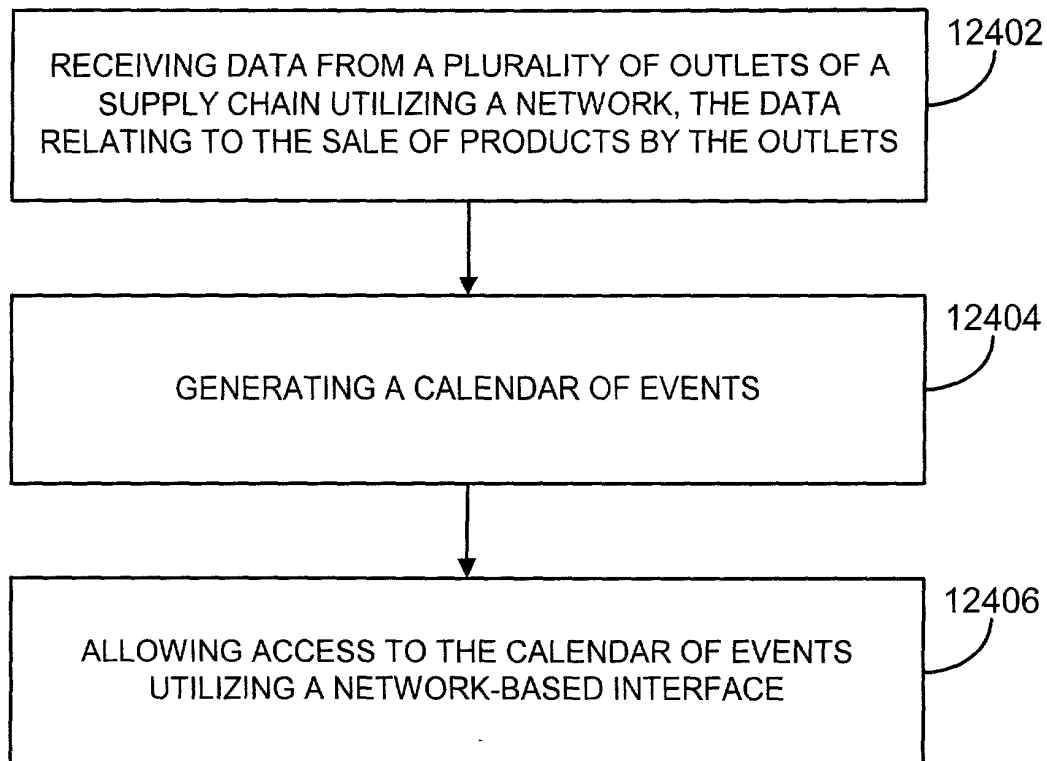 12402
RECEIVING DATA FROM A PLURALITY OF OUTLETS OF A
SUPPLY CHAIN UTILIZING A NETWORK, THE DATA
RELATING TO THE SALE OF PRODUCTS BY THE OUTLETS
12404
GENERATING A CALENDAR OF EVENTS
12406
ALLOWING ACCESS TO THE CALENDAR OF EVENTS
UTILIZING A NETWORK-BASED INTERFACE